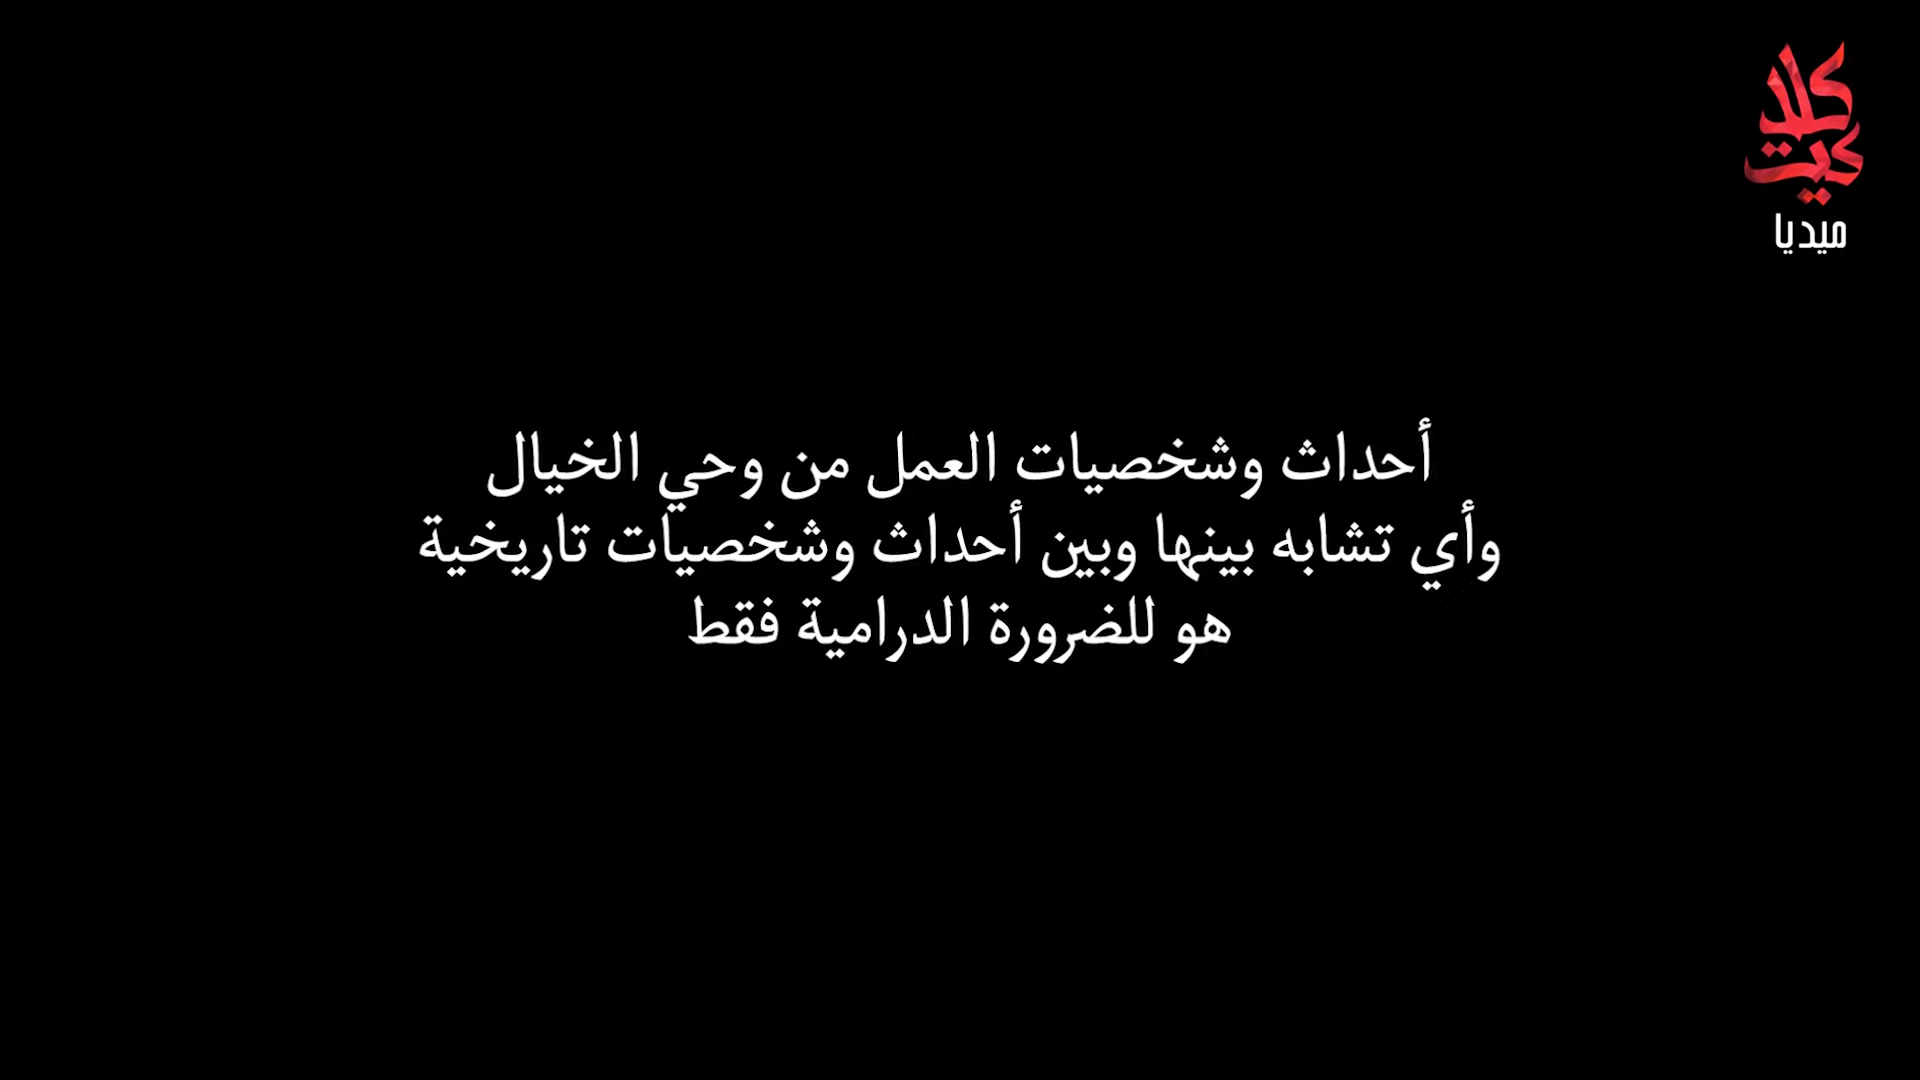 كلاكيت
ميديا
أحداث وشخصيات العمل من وحي الخيال
وأي تشابه بينها وبين أحداث وشخصيات تاريخية
هو للضرورة الدرامية فقط